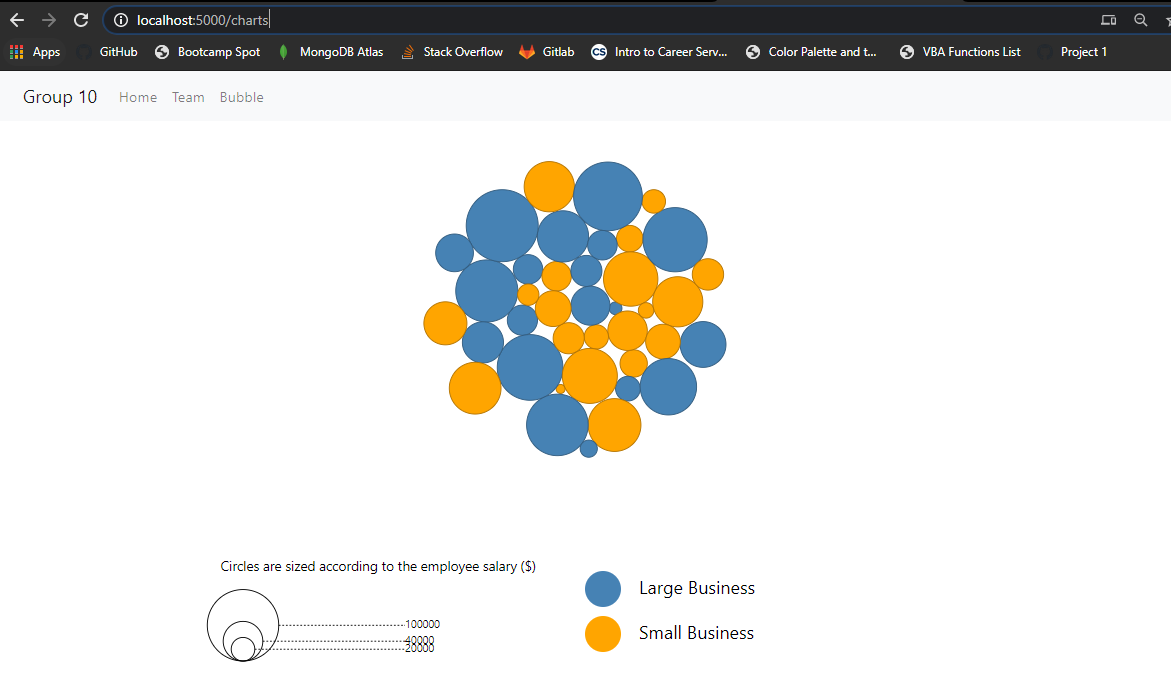 localhost:5000/charts
Apps GitHub Bootcamp Spot MongoDB Atlas Stack Overflow Gitlab CS Intro to Career Serv... Color Palette and t... VBA Functions List Project 1
Group 10 Home Team Bubble
Circles are sized according to the employee salary ($)
100000
40000
20000
Large Business
Small Business